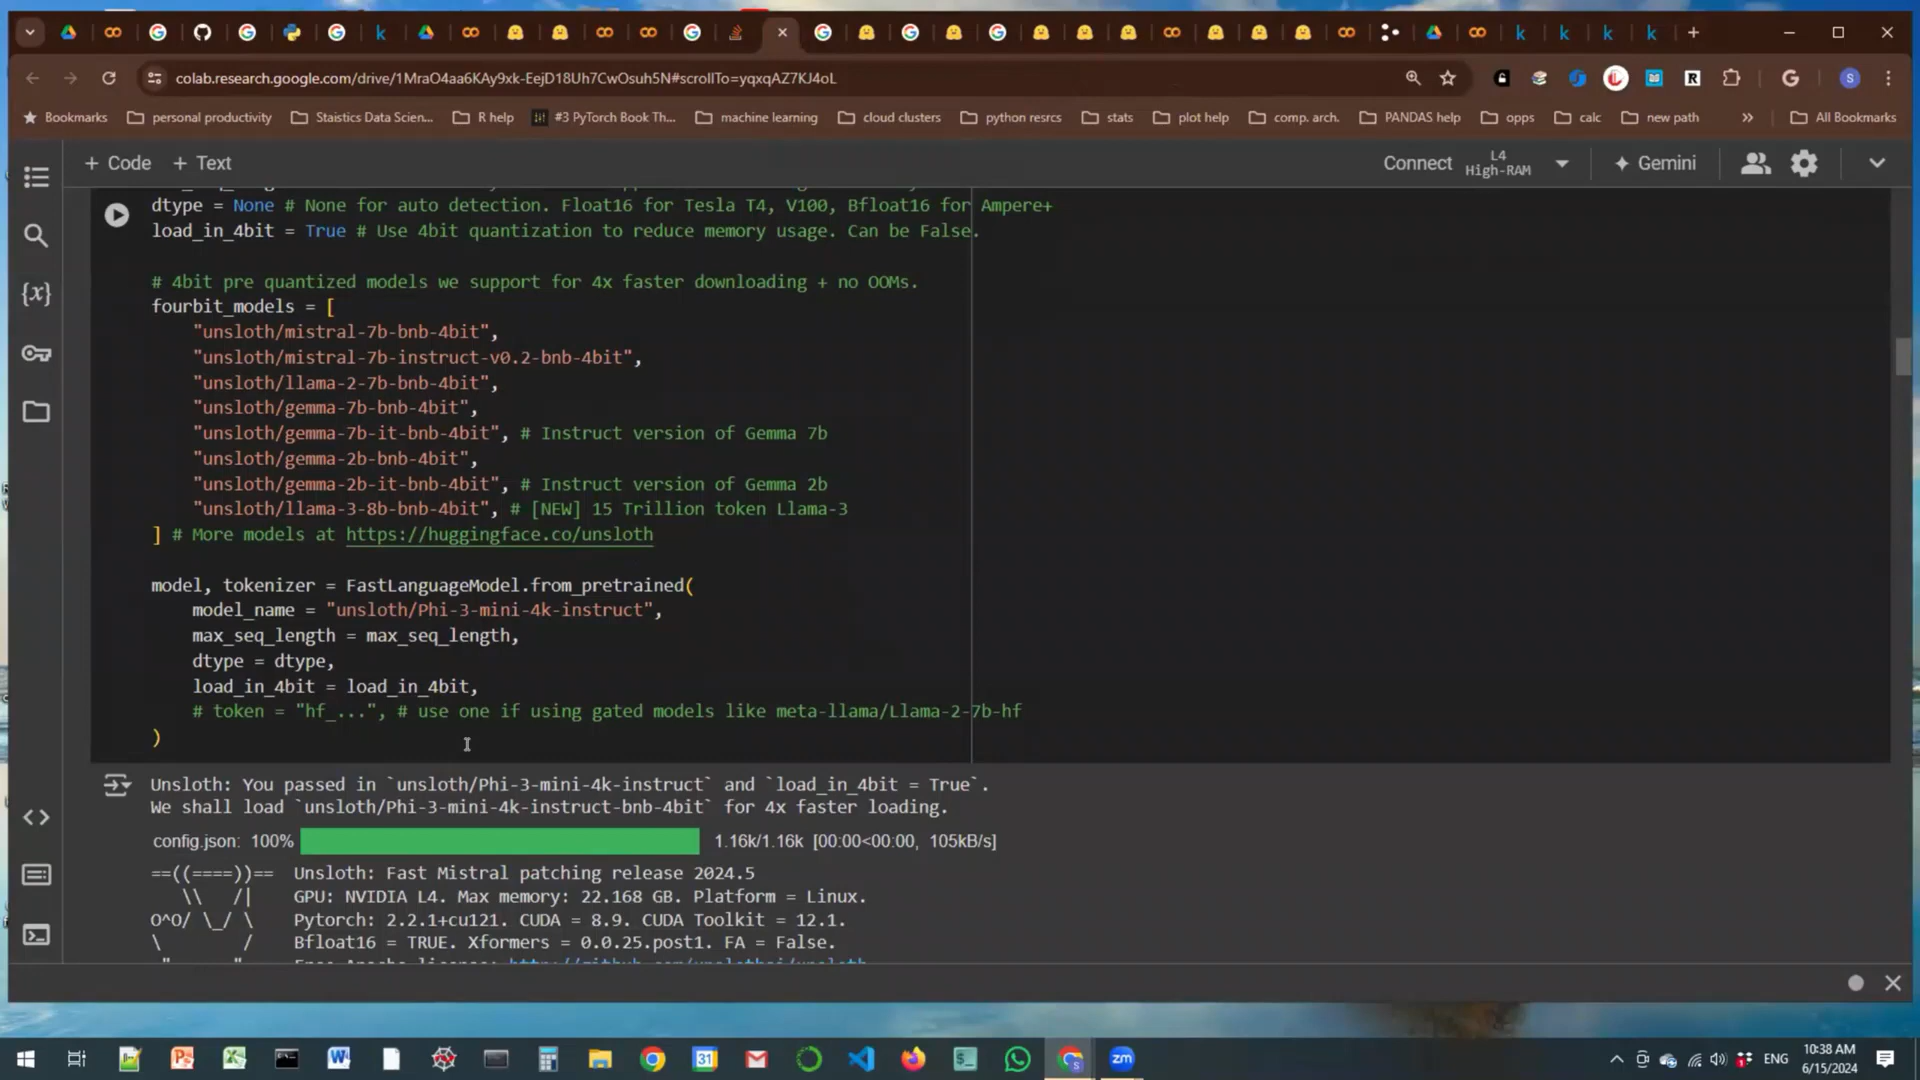 colab.research.google.com/drive/1MraO4aa6KAy9xk-EejD18Uh7CwOsuh5N#scrollTo=yqxqAZ7KJ4oL
Bookmarks personal productivity Staistics Data Scien... R help #3 PyTorch Book Th... machine learning cloud clusters python resrcs stats plot help comp. arch. PANDAS help opps calc new path » All Bookmarks
+ Code + Text Connect L4 High-RAM Gemini
dtype = None # None for auto detection. Float16 for Tesla T4, V100, Bfloat16 for Ampere+
load_in_4bit = True # Use 4bit quantization to reduce memory usage. Can be False.
# 4bit pre quantized models we support for 4x faster downloading + no OOMs.
fourbit_models = [
"unsloth/mistral-7b-bnb-4bit",
"unsloth/mistral-7b-instruct-v0.2-bnb-4bit",
"unsloth/llama-2-7b-bnb-4bit",
"unsloth/gemma-7b-bnb-4bit",
"unsloth/gemma-7b-it-bnb-4bit", # Instruct version of Gemma 7b
"unsloth/gemma-2b-bnb-4bit",
"unsloth/gemma-2b-it-bnb-4bit", # Instruct version of Gemma 2b
"unsloth/llama-3-8b-bnb-4bit", # [NEW] 15 Trillion token Llama-3
] # More models at https://huggingface.co/unsloth
model, tokenizer = FastLanguageModel.from_pretrained(
model_name = "unsloth/Phi-3-mini-4k-instruct",
max_seq_length = max_seq_length,
dtype = dtype,
load_in_4bit = load_in_4bit,
# token = "hf_...", # use one if using gated models like meta-llama/Llama-2-7b-hf
)
Unsloth: You passed in `unsloth/Phi-3-mini-4k-instruct` and `load_in_4bit = True`.
We shall load `unsloth/Phi-3-mini-4k-instruct-bnb-4bit` for 4x faster loading.
config.json: 100% 1.16k/1.16k [00:00<00:00, 105kB/s]
==((====))== Unsloth: Fast Mistral patching release 2024.5
\\ /| GPU: NVIDIA L4. Max memory: 22.168 GB. Platform = Linux.
O^O/ \_/ \ Pytorch: 2.2.1+cu121. CUDA = 8.9. CUDA Toolkit = 12.1.
\ / Bfloat16 = TRUE. Xformers = 0.0.25.post1. FA = False.
ENG 10:38 AM
6/15/2024